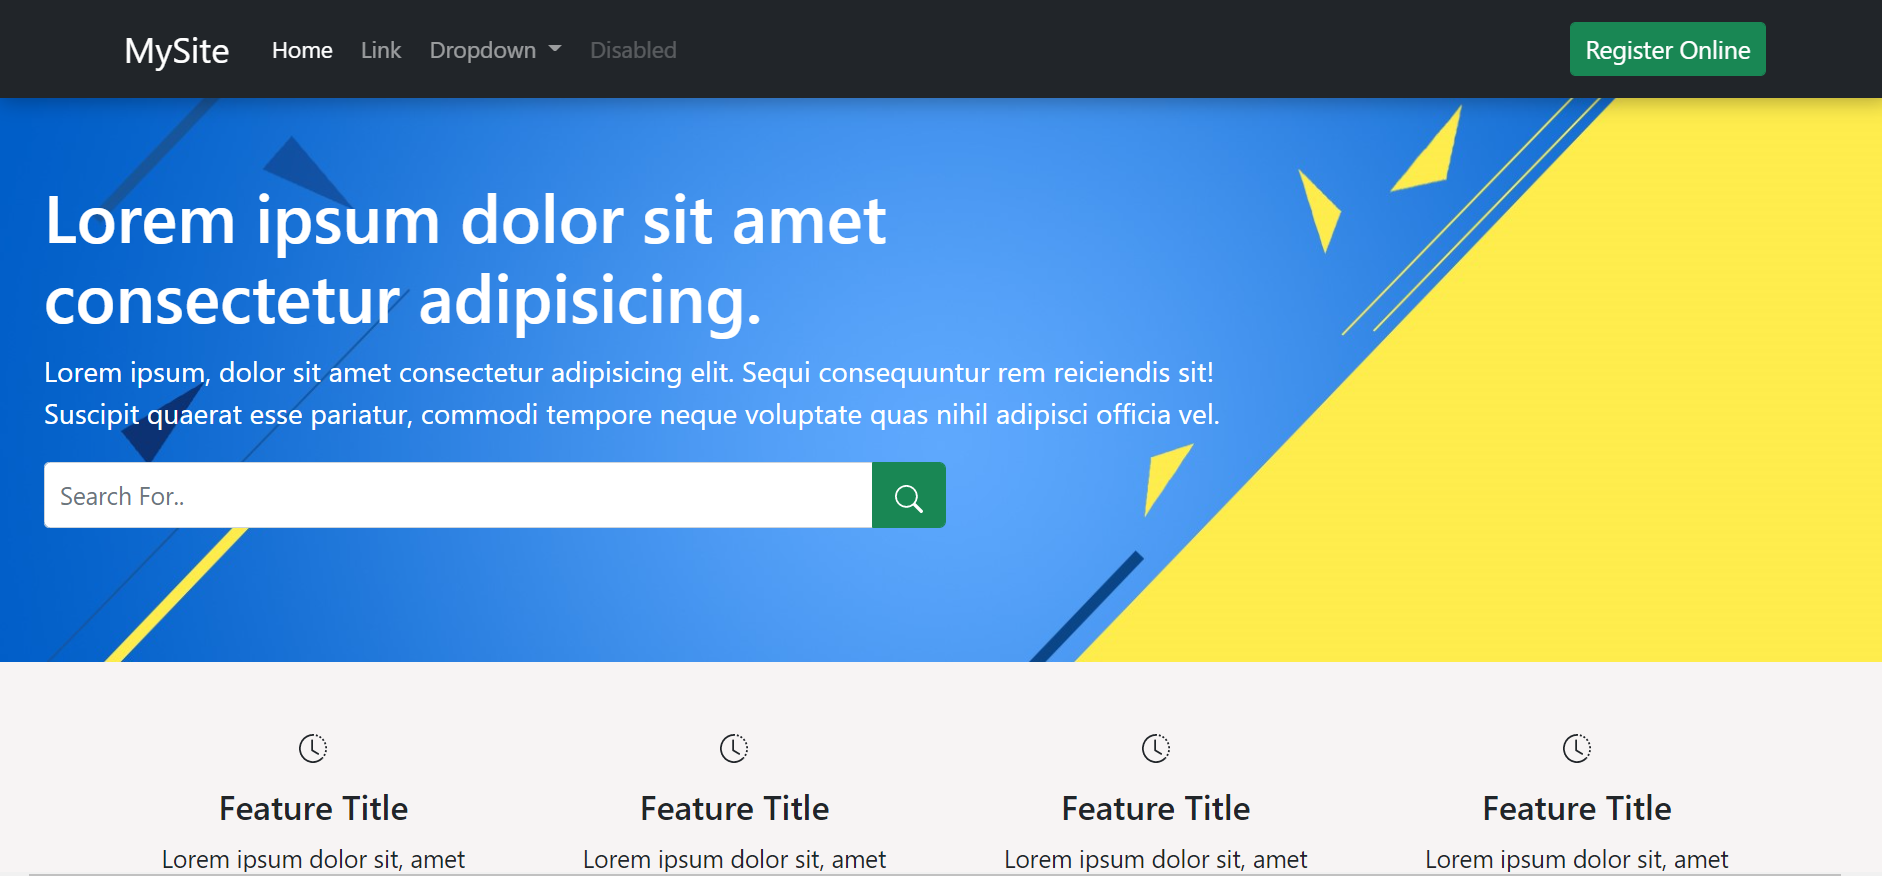 MySite Home Link Dropdown Disabled Register Online
Lorem ipsum dolor sit amet
consectetur adipisicing.
Lorem ipsum, dolor sit amet consectetur adipisicing elit. Sequi consequuntur rem reiciendis sit!
Suscipit quaerat esse pariatur, commodi tempore neque voluptate quas nihil adipisci officia vel.
Search For..
Feature Title Feature Title Feature Title Feature Title
Lorem ipsum dolor sit, amet Lorem ipsum dolor sit, amet Lorem ipsum dolor sit, amet Lorem ipsum dolor sit, amet